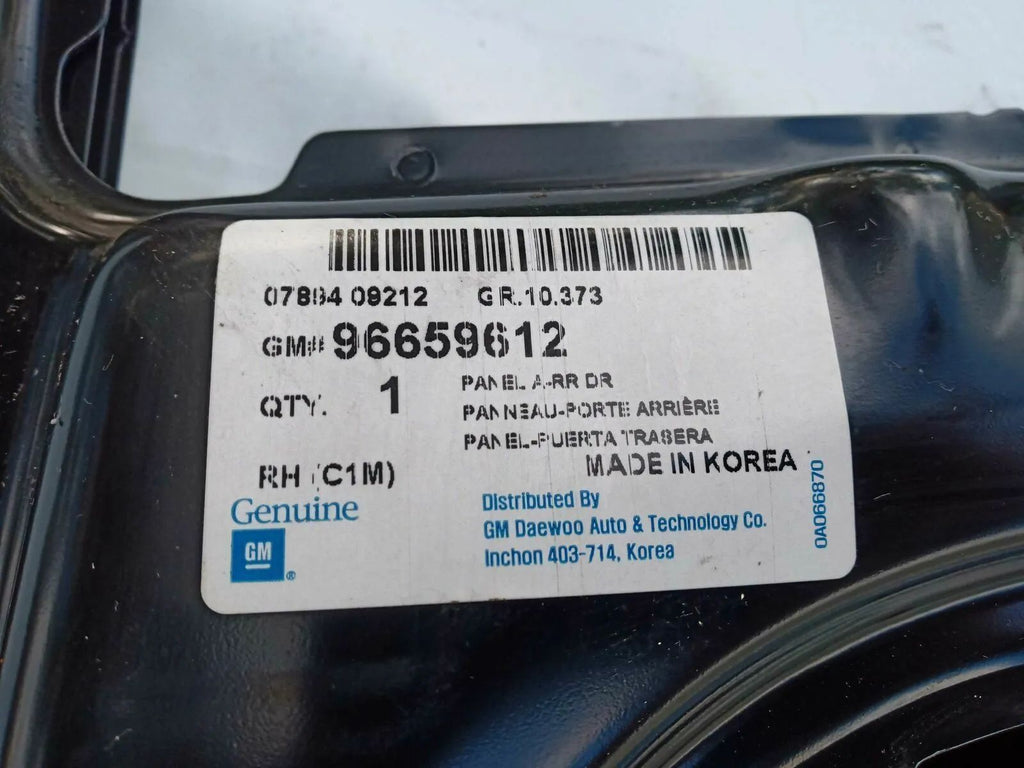 07894 09212 GR.10.373
GM# 96659612
QTY. 1
PANEL A-RR DR
PANNEAU-PORTE ARRIÈRE
PANEL-PUERTA TRASERA
RH (C1M)
MADE IN KOREA
Genuine
GM
®
Distributed By
GM Daewoo Auto & Technology Co.
Inchon 403-714, Korea
0A066870